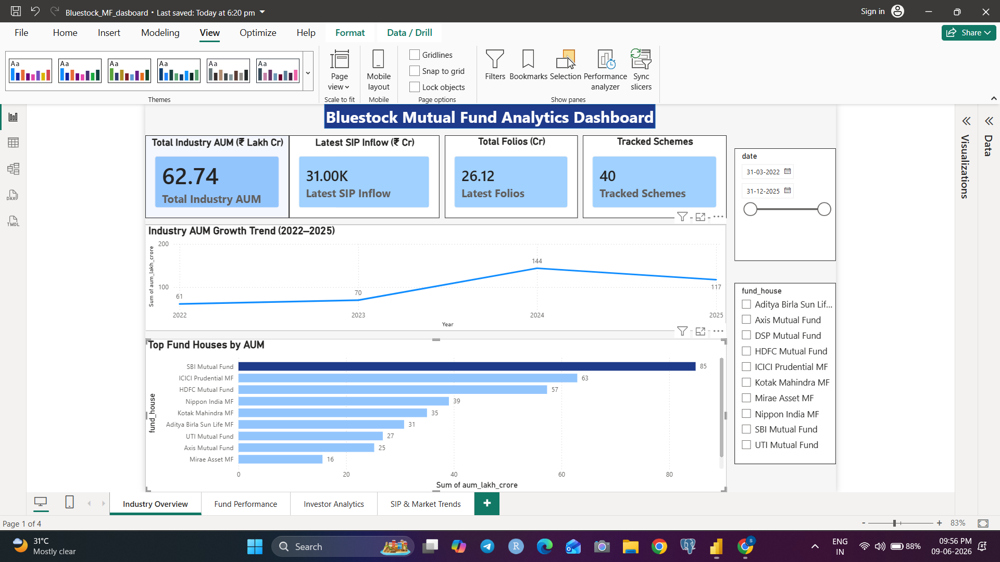 Bluestock_MF_dasboard • Last saved: Today at 6:20 pm
Sign in
File Home Insert Modeling View Optimize Help Format Data / Drill
Share
Aa Aa Aa Aa Aa Aa
Themes
Page view
Scale to fit
Mobile layout
Mobile
Gridlines
Snap to grid
Lock objects
Page options
Filters
Bookmarks
Selection
Performance analyzer
Sync slicers
Show panes
DAX
TMDL
Bluestock Mutual Fund Analytics Dashboard
Total Industry AUM (₹ Lakh Cr)
62.74
Total Industry AUM
Latest SIP Inflow (₹ Cr)
31.00K
Latest SIP Inflow
Total Folios (Cr)
26.12
Latest Folios
Tracked Schemes
40
Tracked Schemes
date
31-03-2022
31-12-2025
Visualizations
Data
Industry AUM Growth Trend (2022–2025)
Sum of aum_lakh_crore
200
100
61
70
144
117
2022 2023 2024 2025
Year
Top Fund Houses by AUM
fund_house
SBI Mutual Fund 85
ICICI Prudential MF 63
HDFC Mutual Fund 57
Nippon India MF 39
Kotak Mahindra MF 35
Aditya Birla Sun Life MF 31
UTI Mutual Fund 27
Axis Mutual Fund 25
Mirae Asset MF 16
0 20 40 60 80
Sum of aum_lakh_crore
fund_house
Aditya Birla Sun Lif...
Axis Mutual Fund
DSP Mutual Fund
HDFC Mutual Fund
ICICI Prudential MF
Kotak Mahindra MF
Mirae Asset MF
Nippon India MF
SBI Mutual Fund
UTI Mutual Fund
Industry Overview Fund Performance Investor Analytics SIP & Market Trends
Page 1 of 4
- + 83%
31°C
Mostly clear
Search
R
S
ENG
IN
88%
09:56 PM
09-06-2026